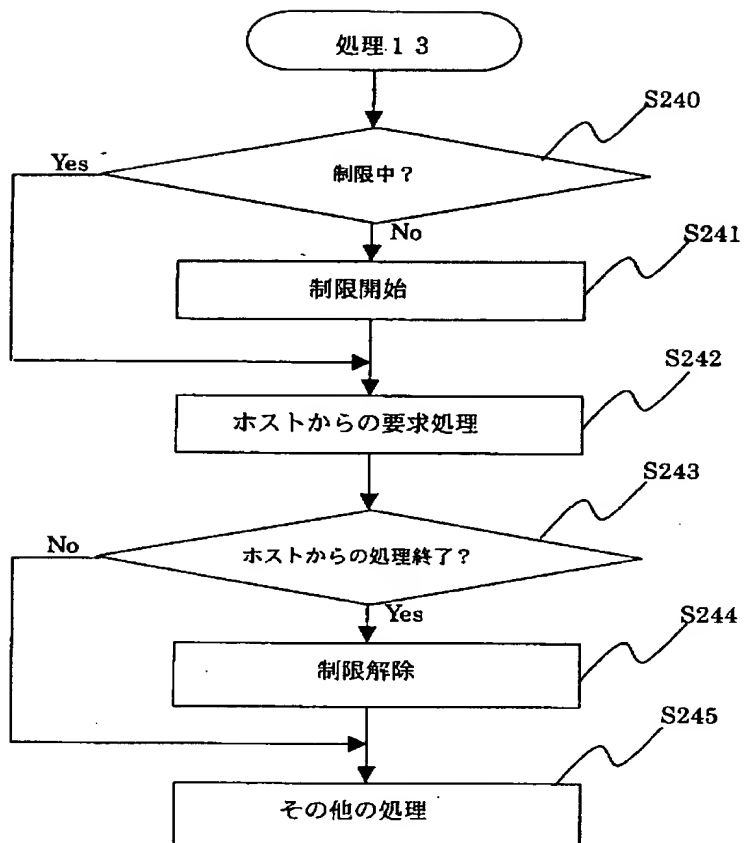 処理13
S240
Yes
制限中?
No
S241
制限開始
S242
ホストからの要求処理
S243
No
ホストからの処理終了?
Yes
S244
制限解除
S245
その他の処理